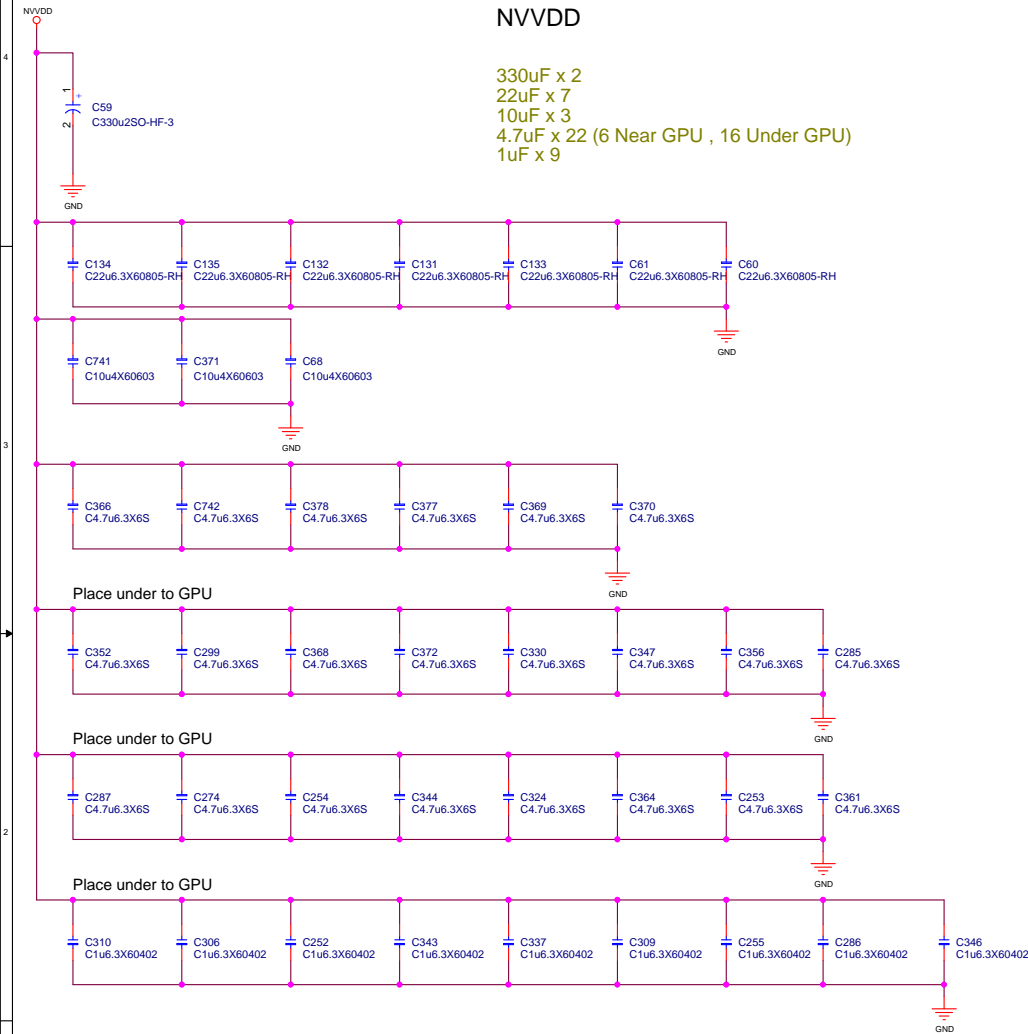 NVVDD
NVVDD
330uF x 2
22uF x 7
10uF x 3
4.7uF x 22 (6 Near GPU , 16 Under GPU)
1uF x 9
4
1
+
2
C59
C330u2SO-HF-3
GND
C134
C22u6.3X60805-RH
C135
C22u6.3X60805-RH
C132
C22u6.3X60805-RH
C131
C22u6.3X60805-RH
C133
C22u6.3X60805-RH
C61
C22u6.3X60805-RH
C60
C22u6.3X60805-RH
GND
C741
C10u4X60603
C371
C10u4X60603
C68
C10u4X60603
GND
3
C366
C4.7u6.3X6S
C742
C4.7u6.3X6S
C378
C4.7u6.3X6S
C377
C4.7u6.3X6S
C369
C4.7u6.3X6S
C370
C4.7u6.3X6S
GND
Place under to GPU
C352
C4.7u6.3X6S
C299
C4.7u6.3X6S
C368
C4.7u6.3X6S
C372
C4.7u6.3X6S
C330
C4.7u6.3X6S
C347
C4.7u6.3X6S
C356
C4.7u6.3X6S
C285
C4.7u6.3X6S
GND
Place under to GPU
C287
C4.7u6.3X6S
C274
C4.7u6.3X6S
C254
C4.7u6.3X6S
C344
C4.7u6.3X6S
C324
C4.7u6.3X6S
C364
C4.7u6.3X6S
C253
C4.7u6.3X6S
C361
C4.7u6.3X6S
2
GND
Place under to GPU
C310
C1u6.3X60402
C306
C1u6.3X60402
C252
C1u6.3X60402
C343
C1u6.3X60402
C337
C1u6.3X60402
C309
C1u6.3X60402
C255
C1u6.3X60402
C286
C1u6.3X60402
C346
C1u6.3X60402
GND